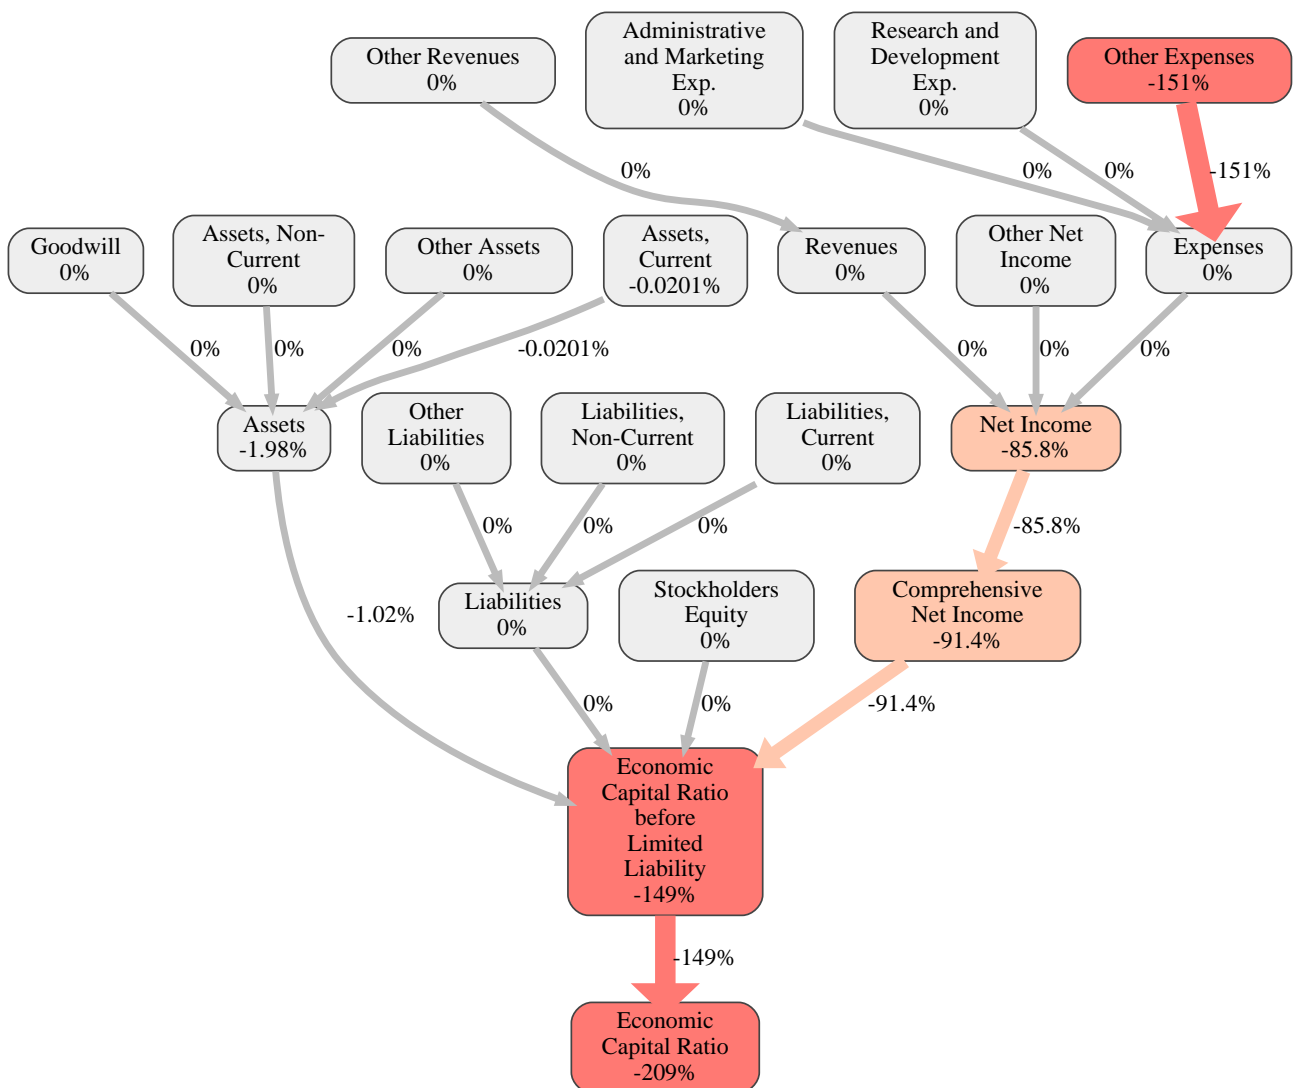 Other Revenues
0%
Administrative
and Marketing
Exp.
0%
Research and
Development
Exp.
0%
Other Expenses
-151%
0%
0%
0%
-151%
Goodwill
0%
Assets, Non-
Current
0%
Other Assets
0%
Assets,
Current
-0.0201%
Revenues
0%
Other Net
Income
0%
Expenses
0%
0%
0%
0%
-0.0201%
0%
0%
0%
Assets
-1.98%
Other
Liabilities
0%
Liabilities,
Non-Current
0%
Liabilities,
Current
0%
Net Income
-85.8%
0%
0%
0%
-85.8%
-1.02%
Liabilities
0%
Stockholders
Equity
0%
Comprehensive
Net Income
-91.4%
0%
0%
-91.4%
Economic
Capital Ratio
before
Limited
Liability
-149%
-149%
Economic
Capital Ratio
-209%